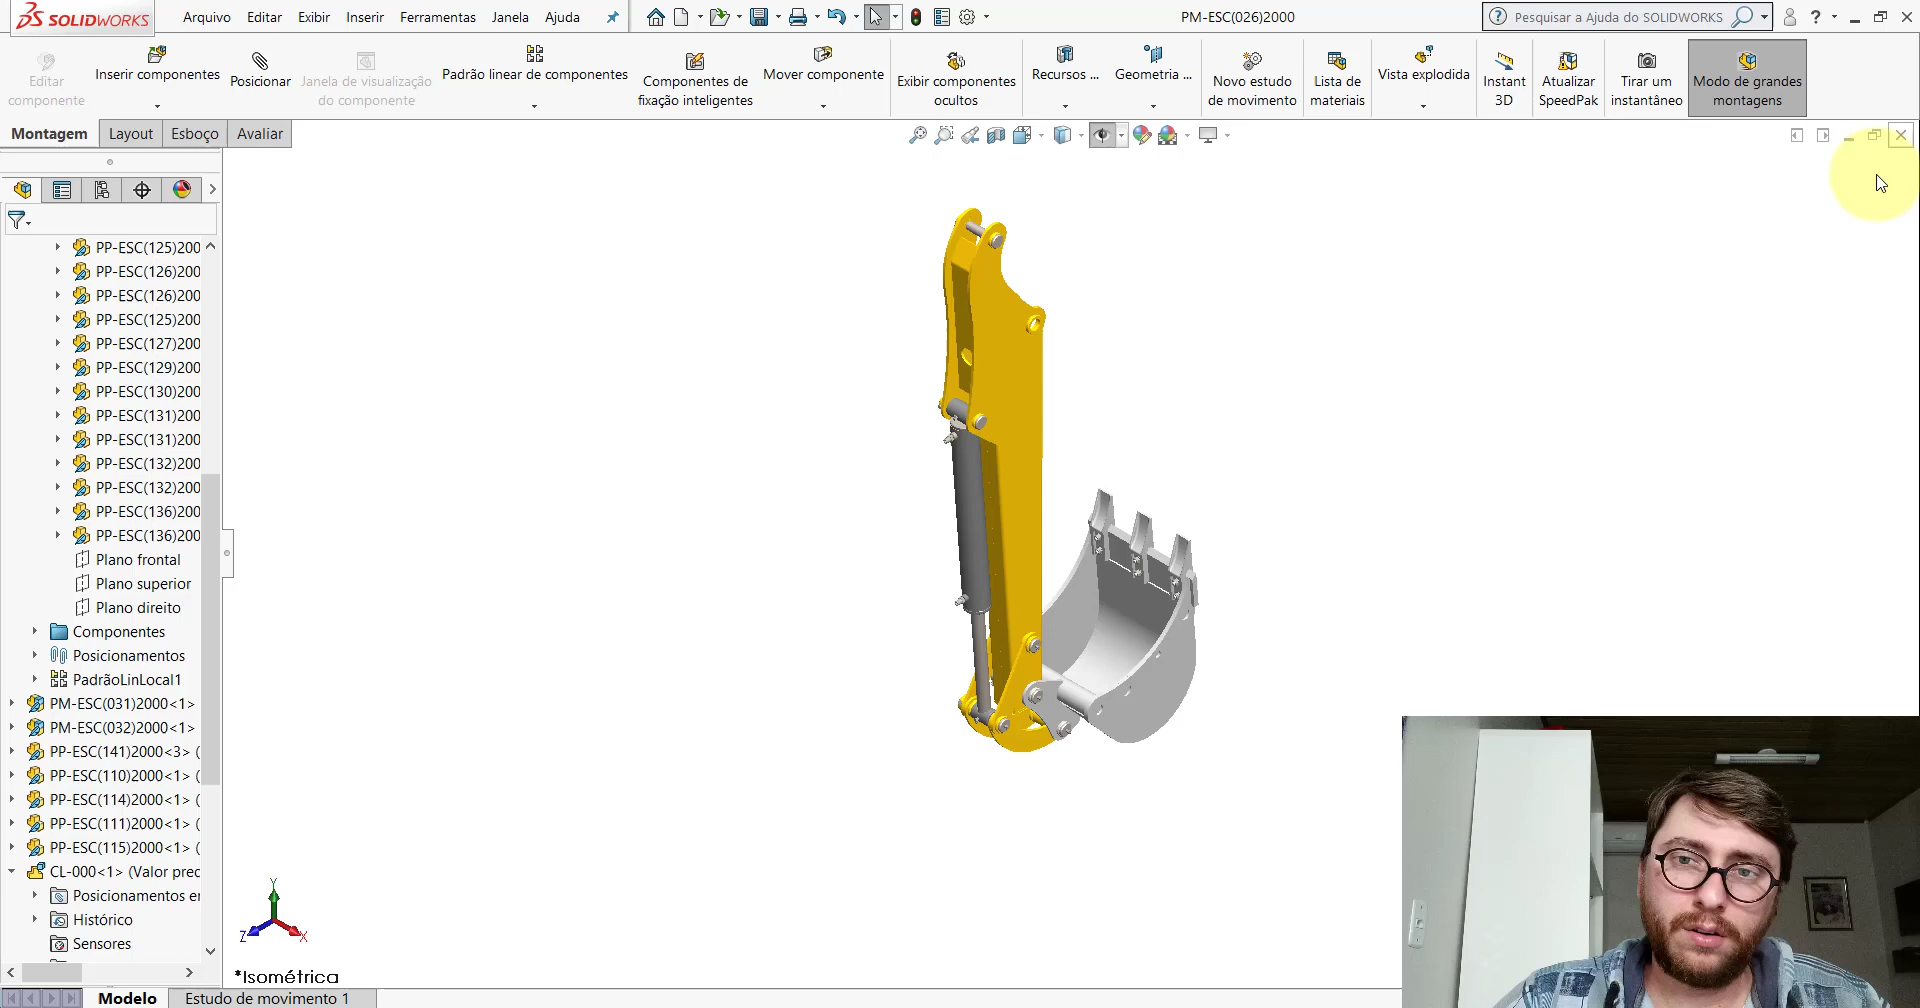 SOLIDWORKS
Arquivo Editar Exibir Inserir Ferramentas Janela Ajuda
PM-ESC(026)2000
Pesquisar a Ajuda do SOLIDWORKS
Editar componente
Inserir componentes
Posicionar
Janela de visualização do componente
Padrão linear de componentes
Componentes de fixação inteligentes
Mover componente
Exibir componentes ocultos
Recursos ...
Geometria ...
Novo estudo de movimento
Lista de materiais
Vista explodida
Instant 3D
Atualizar SpeedPak
Tirar um instantâneo
Modo de grandes montagens
Montagem Layout Esboço Avaliar
PP-ESC(125)200
PP-ESC(126)200
PP-ESC(126)200
PP-ESC(125)200
PP-ESC(127)200
PP-ESC(129)200
PP-ESC(130)200
PP-ESC(131)200
PP-ESC(131)200
PP-ESC(132)200
PP-ESC(132)200
PP-ESC(136)200
PP-ESC(136)200
Plano frontal
Plano superior
Plano direito
Componentes
Posicionamentos
PadrãoLinLocal1
PM-ESC(031)2000<1>
PM-ESC(032)2000<1>
PP-ESC(141)2000<3> (
PP-ESC(110)2000<1> (
PP-ESC(114)2000<1> (
PP-ESC(111)2000<1> (
PP-ESC(115)2000<1> (
CL-000<1> (Valor prec
Posicionamentos er
Histórico
Sensores
Y
Z X
*Isométrica
Modelo Estudo de movimento 1